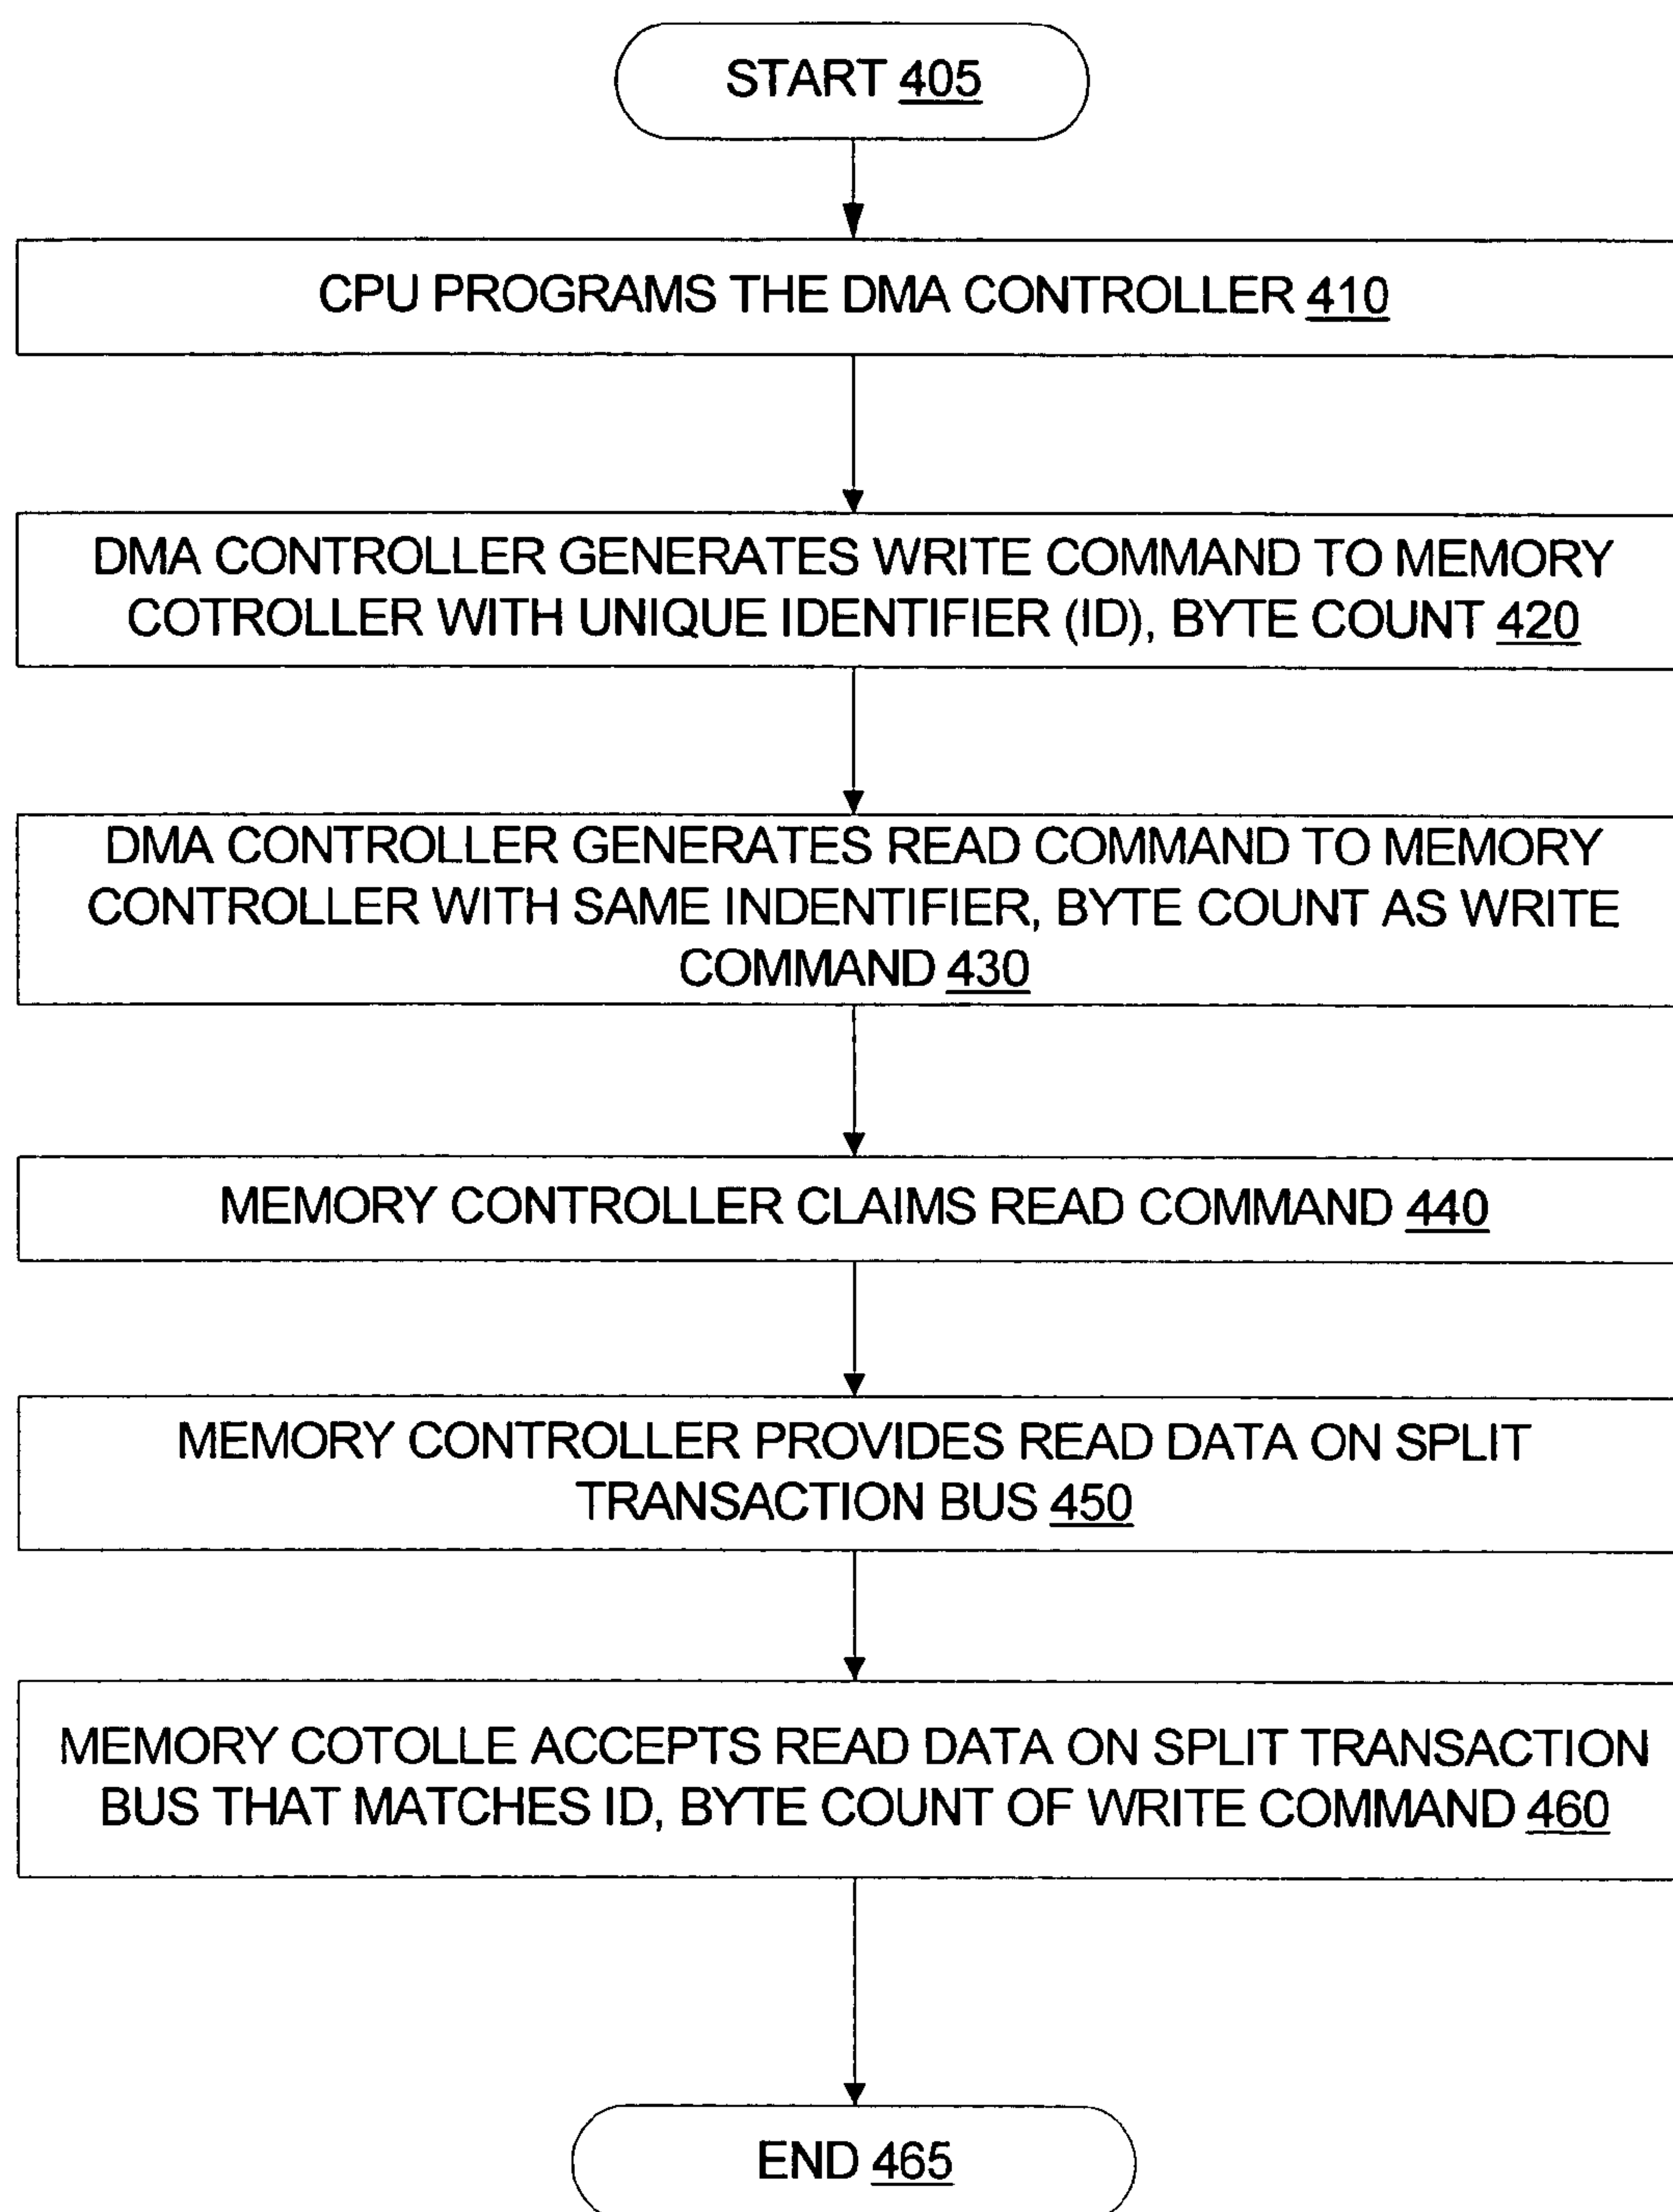 START 405
CPU PROGRAMS THE DMA CONTROLLER 410
DMA CONTROLLER GENERATES WRITE COMMAND TO MEMORY
COTROLLER WITH UNIQUE IDENTIFIER (ID), BYTE COUNT 420
DMA CONTROLLER GENERATES READ COMMAND TO MEMORY
CONTROLLER WITH SAME INDENTIFIER, BYTE COUNT AS WRITE
COMMAND 430
MEMORY CONTROLLER CLAIMS READ COMMAND 440
MEMORY CONTROLLER PROVIDES READ DATA ON SPLIT
TRANSACTION BUS 450
MEMORY COTOLLE ACCEPTS READ DATA ON SPLIT TRANSACTION
BUS THAT MATCHES ID, BYTE COUNT OF WRITE COMMAND 460
END 465